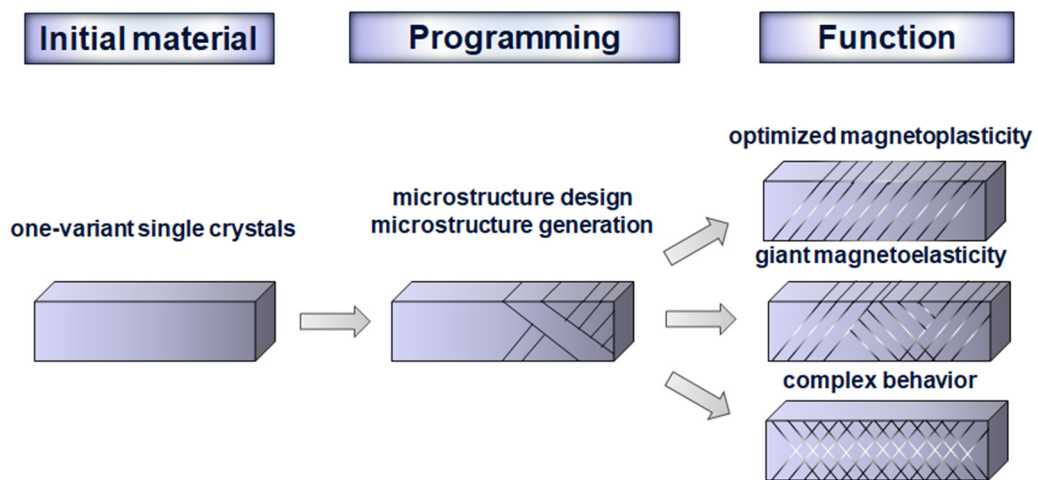 Initial material
Programming
Function
one-variant single crystals
microstructure design
microstructure generation
optimized magnetoplasticity
giant magnetoelasticity
complex behavior